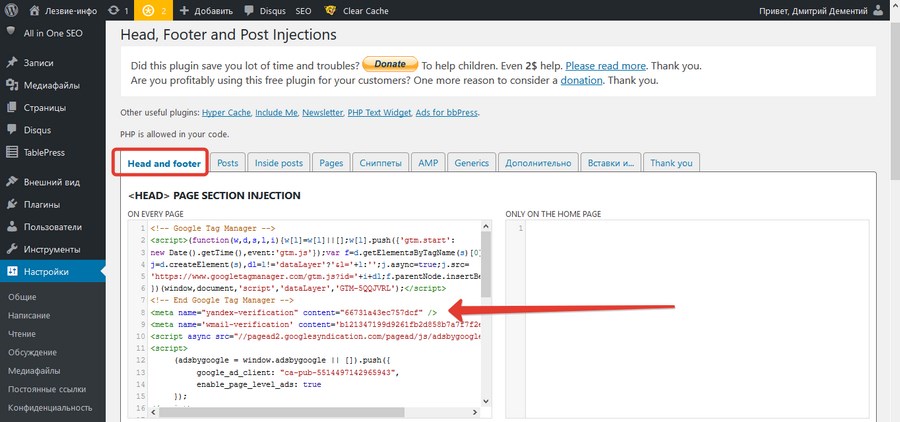 Лезвие-инфо 1 2 + Добавить Disqus SEO Clear Cache Привет, Дмитрий Дементий
All in One SEO
Записи
Медиафайлы
Страницы
Disqus
TablePress
Внешний вид
Плагины
Пользователи
Инструменты
Настройки
Общие
Написание
Чтение
Обсуждение
Медиафайлы
Постоянные ссылки
Конфиденциальность
Head, Footer and Post Injections
Did this plugin save you lot of time and troubles? Donate To help children. Even 2$ help. Please read more. Thank you.
Are you profitably using this free plugin for your customers? One more reason to consider a donation. Thank you.
Other useful plugins: Hyper Cache, Include Me, Newsletter, PHP Text Widget, Ads for bbPress.
PHP is allowed in your code.
Head and footer Posts Inside posts Pages Сниппеты AMP Generics Дополнительно Вставки и... Thank you
<HEAD> PAGE SECTION INJECTION
ON EVERY PAGE
1 <!-- Google Tag Manager -->
2 <script>(function(w,d,s,l,i){w[l]=w[l]||[];w[l].push({'gtm.start':
3 new Date().getTime(),event:'gtm.js'});var f=d.getElementsByTagName(s)[0]
4 j=d.createElement(s),dl=l!='dataLayer'?'&l='+l:'';j.async=true;j.src=
5 'https://www.googletagmanager.com/gtm.js?id='+i+dl;f.parentNode.insertBe
6 })(window,document,'script','dataLayer','GTM-5QQJVRL');</script>
7 <!-- End Google Tag Manager -->
8 <meta name="yandex-verification" content="66731a43ec757dcf" />
9 <meta name='wmail-verification' content='b121347199d9261fb2d858b7a7f7f2e
10 <script async src="//pagead2.googlesyndication.com/pagead/js/adsbygoogle
11 <script>
12 (adsbygoogle = window.adsbygoogle || []).push({
13 google_ad_client: "ca-pub-5514497142965943",
14 enable_page_level_ads: true
15 });
16
ONLY ON THE HOME PAGE
1